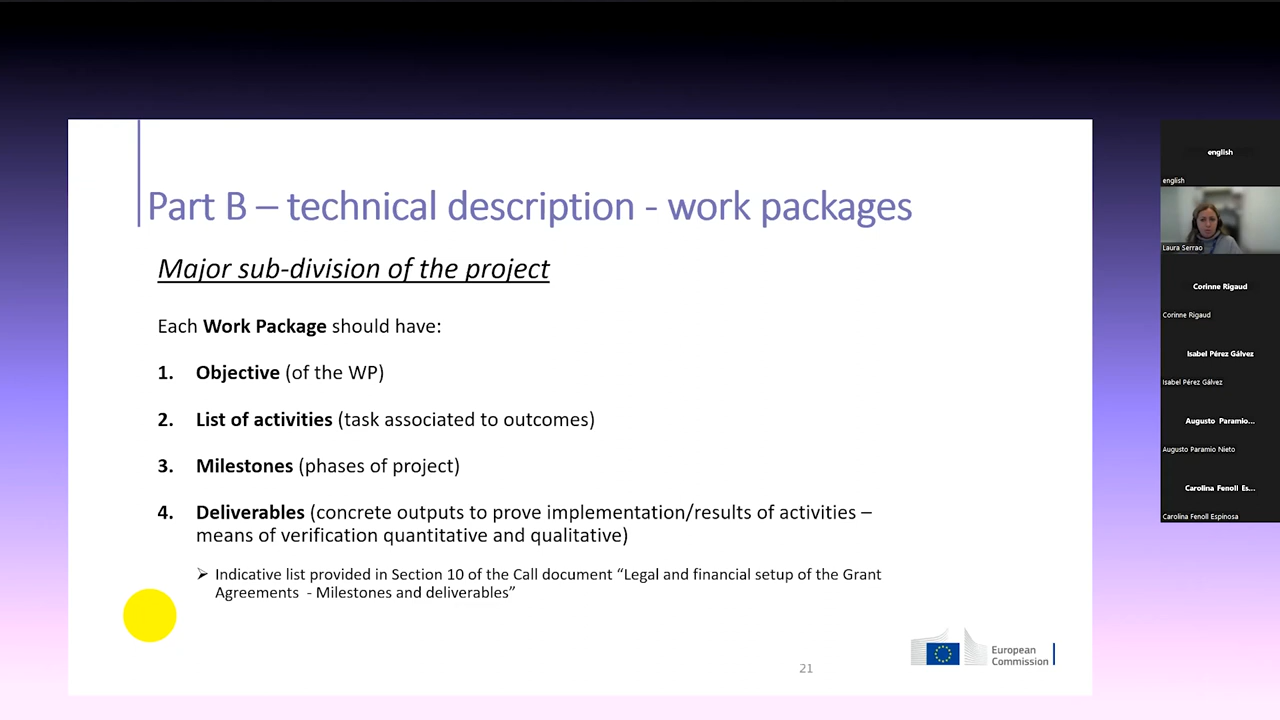 Part B – technical description - work packages
Major sub-division of the project
Each Work Package should have:
1. Objective (of the WP)
2. List of activities (task associated to outcomes)
3. Milestones (phases of project)
4. Deliverables (concrete outputs to prove implementation/results of activities –
means of verification quantitative and qualitative)
➢ Indicative list provided in Section 10 of the Call document “Legal and financial setup of the Grant
Agreements - Milestones and deliverables”
21
European
Commission
english
english
Laura Serrao
Corinne Rigaud
Corinne Rigaud
Isabel Pérez Gálvez
Isabel Pérez Gálvez
Augusto Paramio...
Augusto Paramio Nieto
Carolina Fenoll Es...
Carolina Fenoll Espinosa